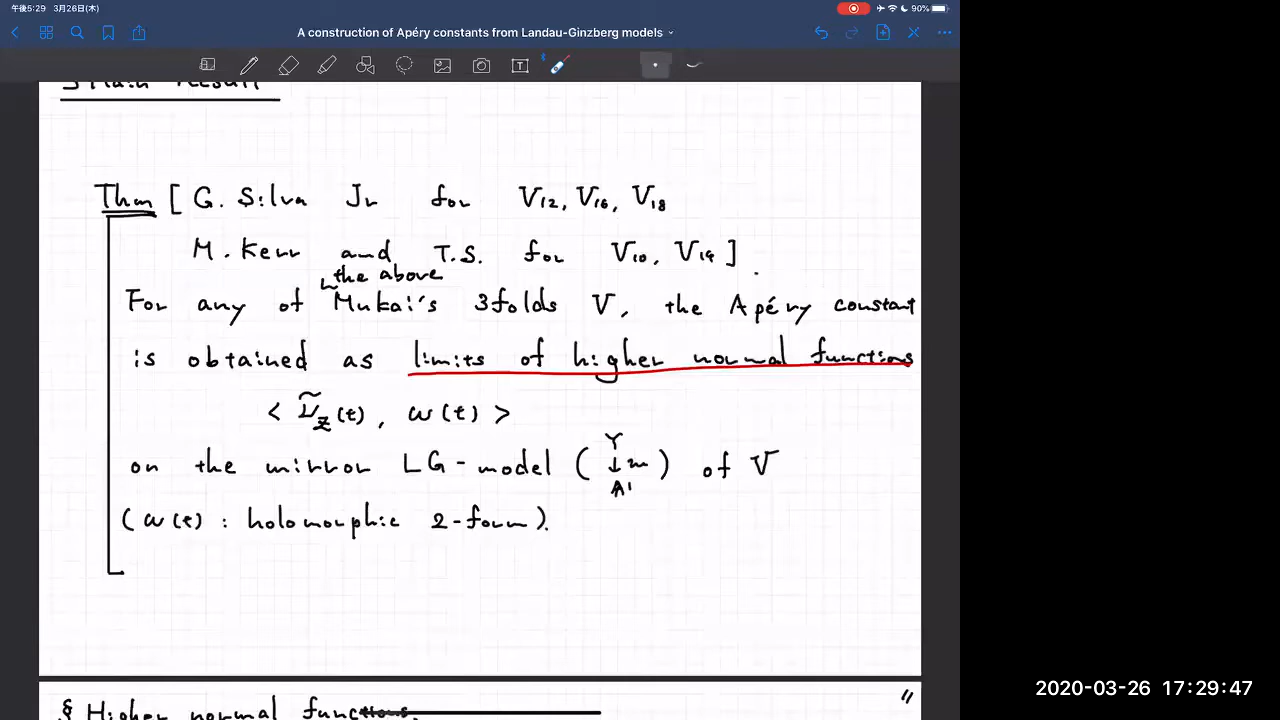 午後5:29 3月26日(木)
90%
A construction of Apéry constants from Landau-Ginzberg models
§ Main result
Thm [ G. Silva Jr for V12, V16, V18
M. Kerr and T.S. for V10, V14 ].
the above
For any of Mukai's 3folds V, the Apéry constant
is obtained as limits of higher normal functions
< ν̃_Z(t), ω(t) >
on the mirror LG-model ( Y ↓ m A¹ ) of V
(ω(t) : holomorphic 2-form).
§ Higher normal functions.
2020-03-26 17:29:47